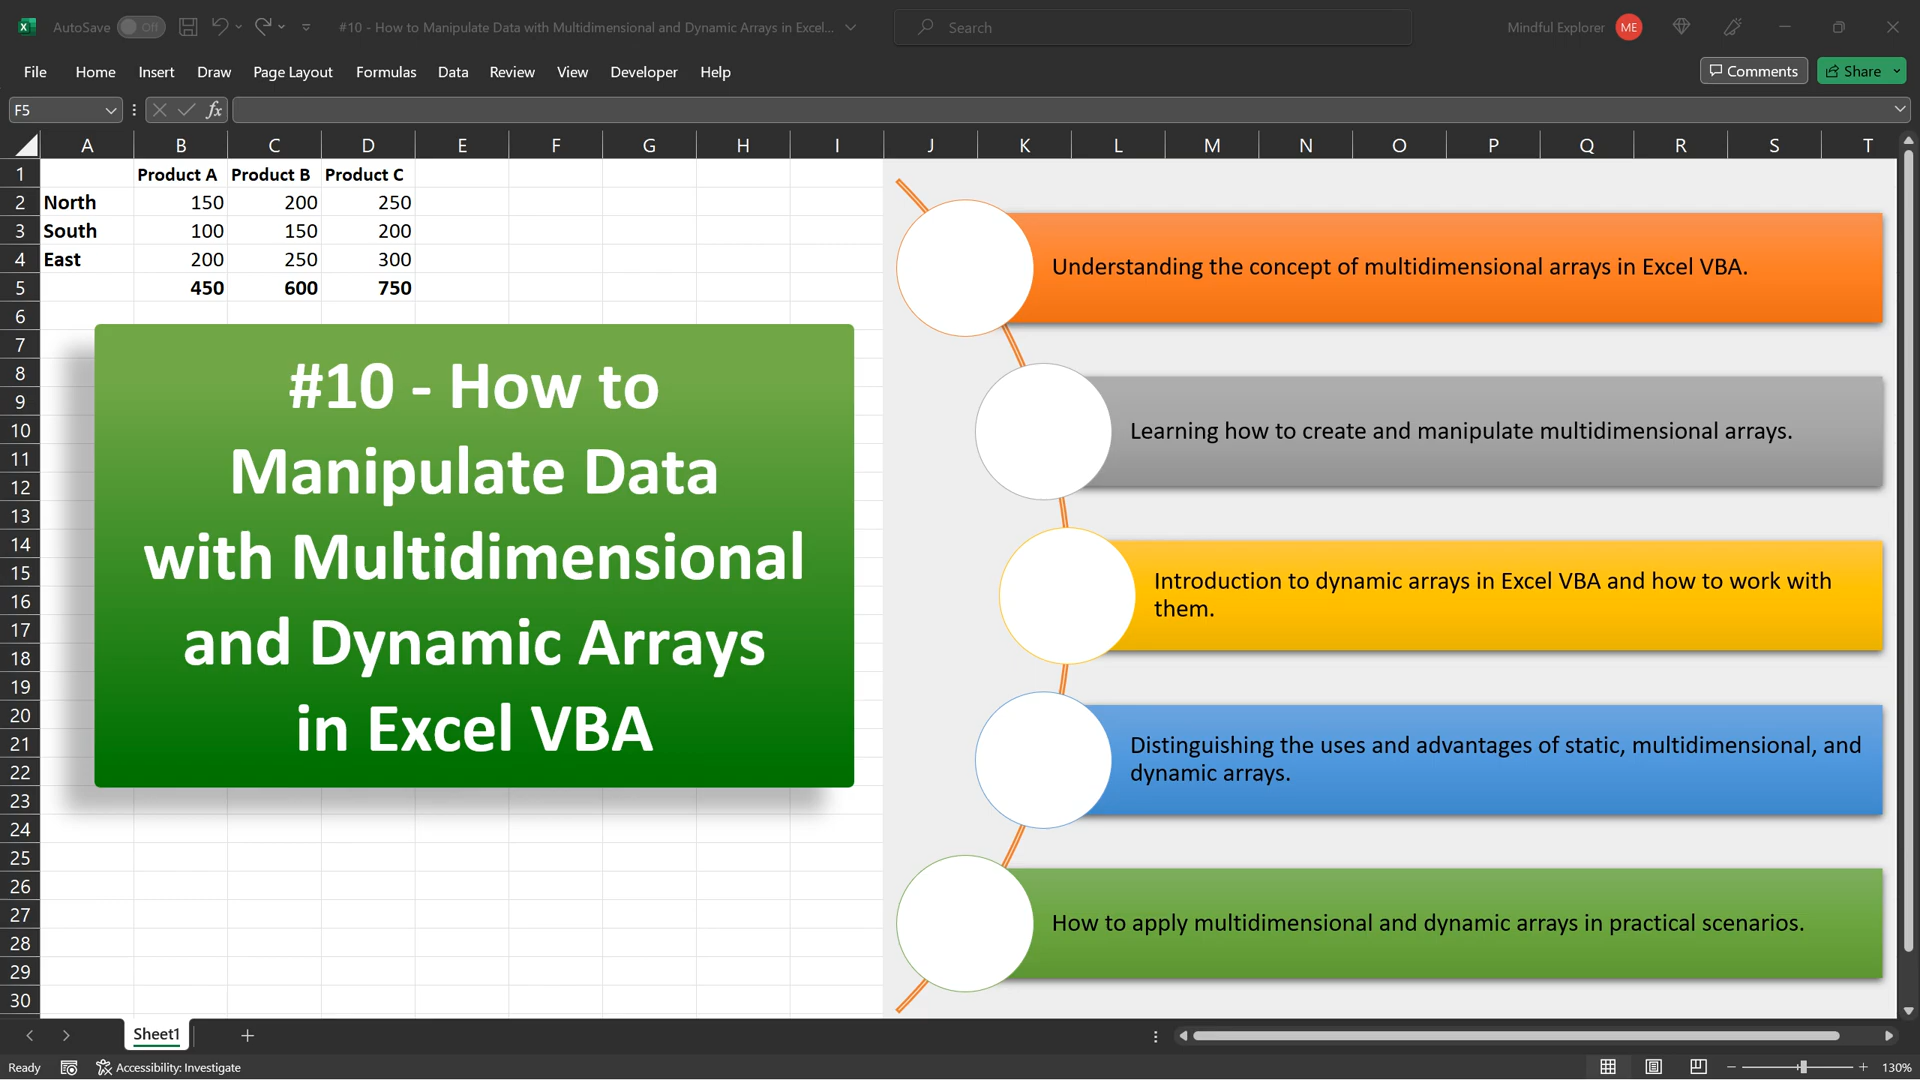 AutoSave Off #10 - How to Manipulate Data with Multidimensional and Dynamic Arrays in Excel... Search Mindful Explorer ME
File Home Insert Draw Page Layout Formulas Data Review View Developer Help Comments Share
F5 fx
A B C D E F G H I J K L M N O P Q R S T
1 Product A Product B Product C
2 North 150 200 250
3 South 100 150 200
4 East 200 250 300
5 450 600 750
6
7
8
9
10
11
12
13
14
15
16
17
18
19
20
21
22
23
24
25
26
27
28
29
30
#10 - How to
Manipulate Data
with Multidimensional
and Dynamic Arrays
in Excel VBA
Understanding the concept of multidimensional arrays in Excel VBA.
Learning how to create and manipulate multidimensional arrays.
Introduction to dynamic arrays in Excel VBA and how to work with
them.
Distinguishing the uses and advantages of static, multidimensional, and
dynamic arrays.
How to apply multidimensional and dynamic arrays in practical scenarios.
Sheet1
Ready Accessibility: Investigate 130%